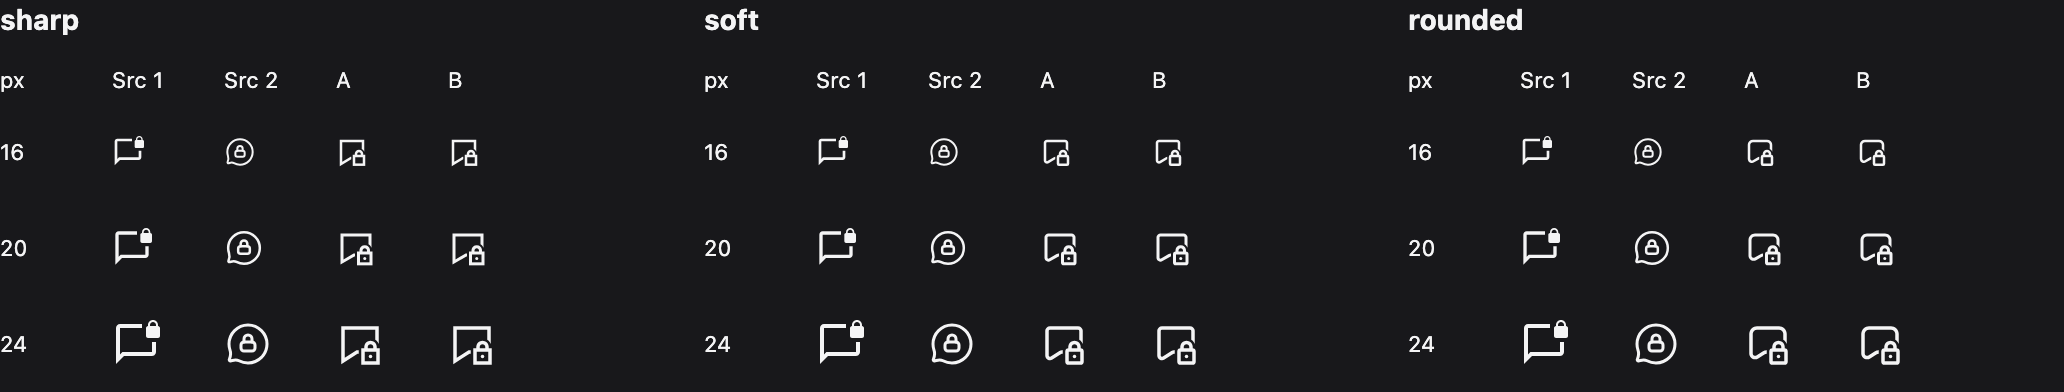 sharp soft rounded
px Src 1 Src 2 A B px Src 1 Src 2 A B px Src 1 Src 2 A B
16 16 16
20 20 20
24 24 24